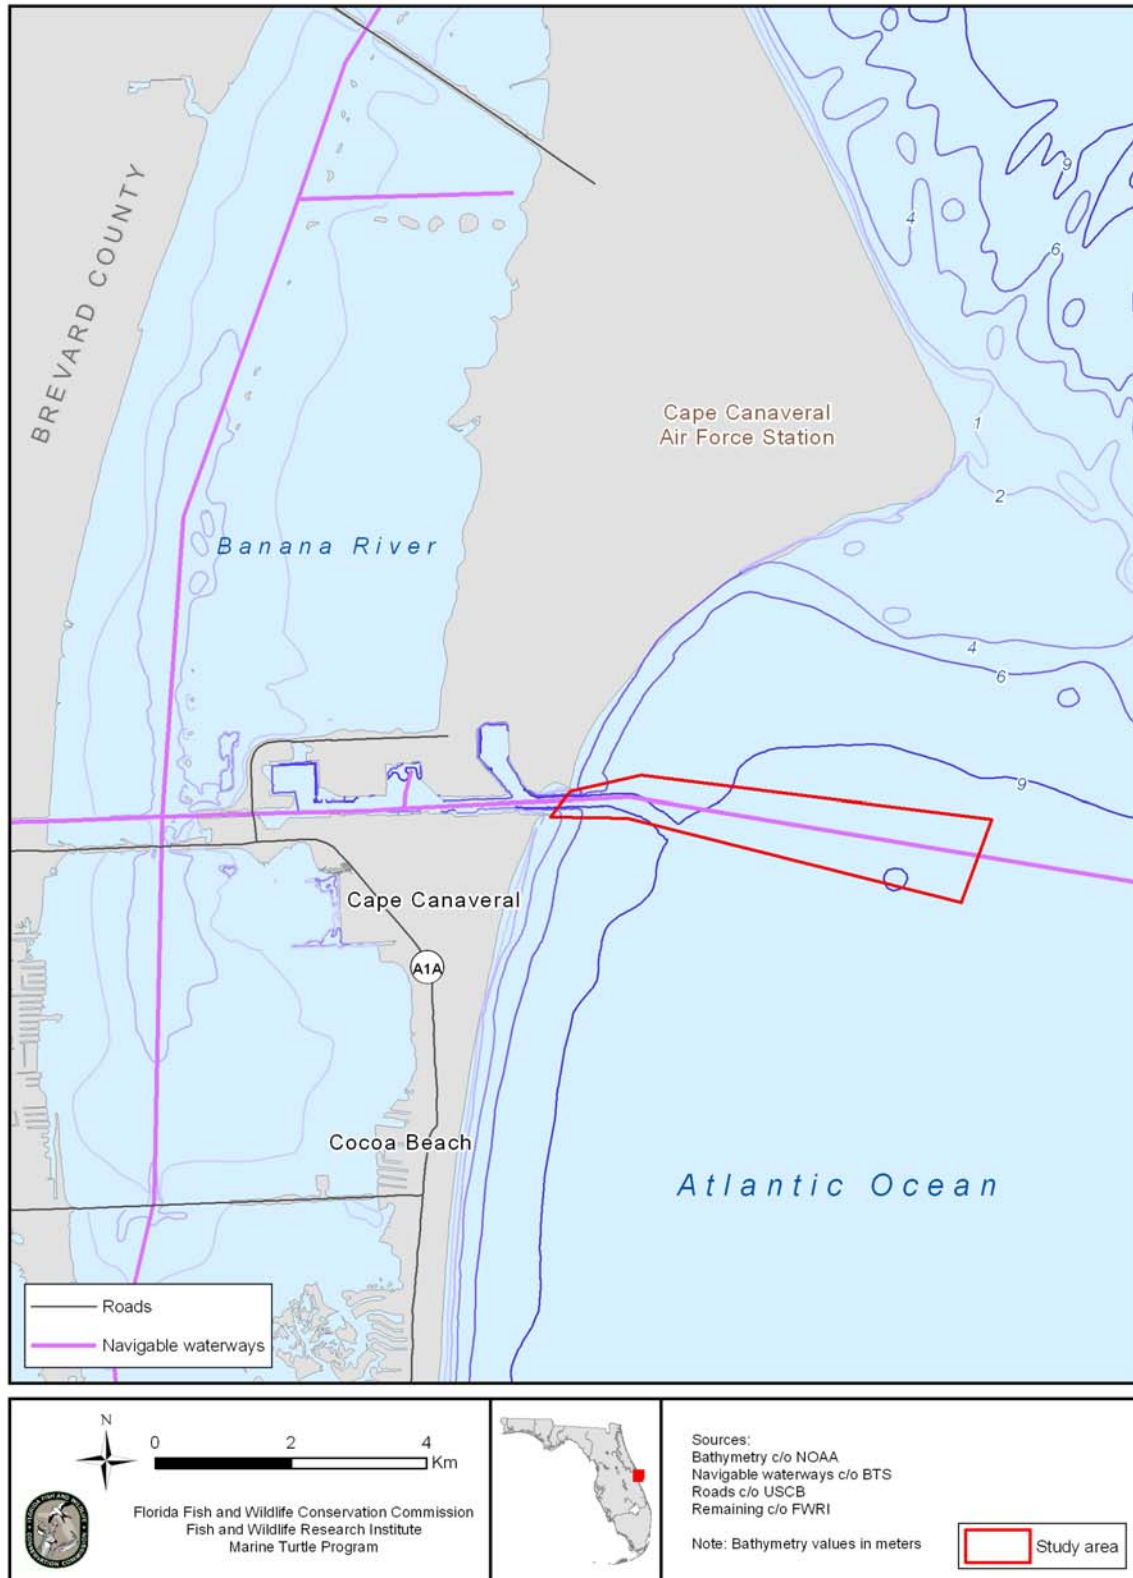 BREVARD COUNTY
9
4
6
Cape Canaveral
Air Force Station
1
2
Banana River
4
6
9
Cape Canaveral
A1A
Cocoa Beach
Atlantic Ocean
Roads
Navigable waterways
N
0 2 4
Km
Florida Fish and Wildlife Conservation Commission
Fish and Wildlife Research Institute
Marine Turtle Program
Sources:
Bathymetry c/o NOAA
Navigable waterways c/o BTS
Roads c/o USCB
Remaining c/o FWRI
Note: Bathymetry values in meters
Study area